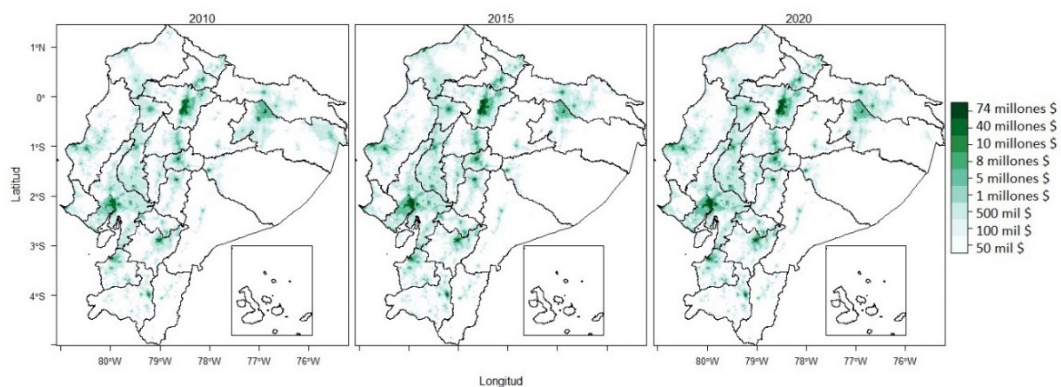 2010
2015
2020
1°N
0°
1°S
2°S
3°S
4°S
Latitud
80°W
79°W
78°W
77°W
76°W
80°W
79°W
78°W
77°W
76°W
Longitud
74 millones $
40 millones $
10 millones $
8 millones $
5 millones $
1 millones $
500 mil $
100 mil $
50 mil $